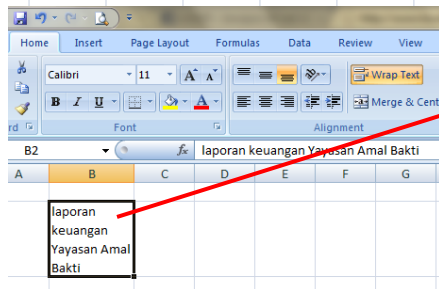 Home Insert Page Layout Formulas Data Review View
Calibri 11 A A Wrap Text
B I U A Merge & Cent
rd Font Alignment
B2 fx laporan keuangan Yayasan Amal Bakti
A B C D E F G
laporan
keuangan
Yayasan Amal
Bakti